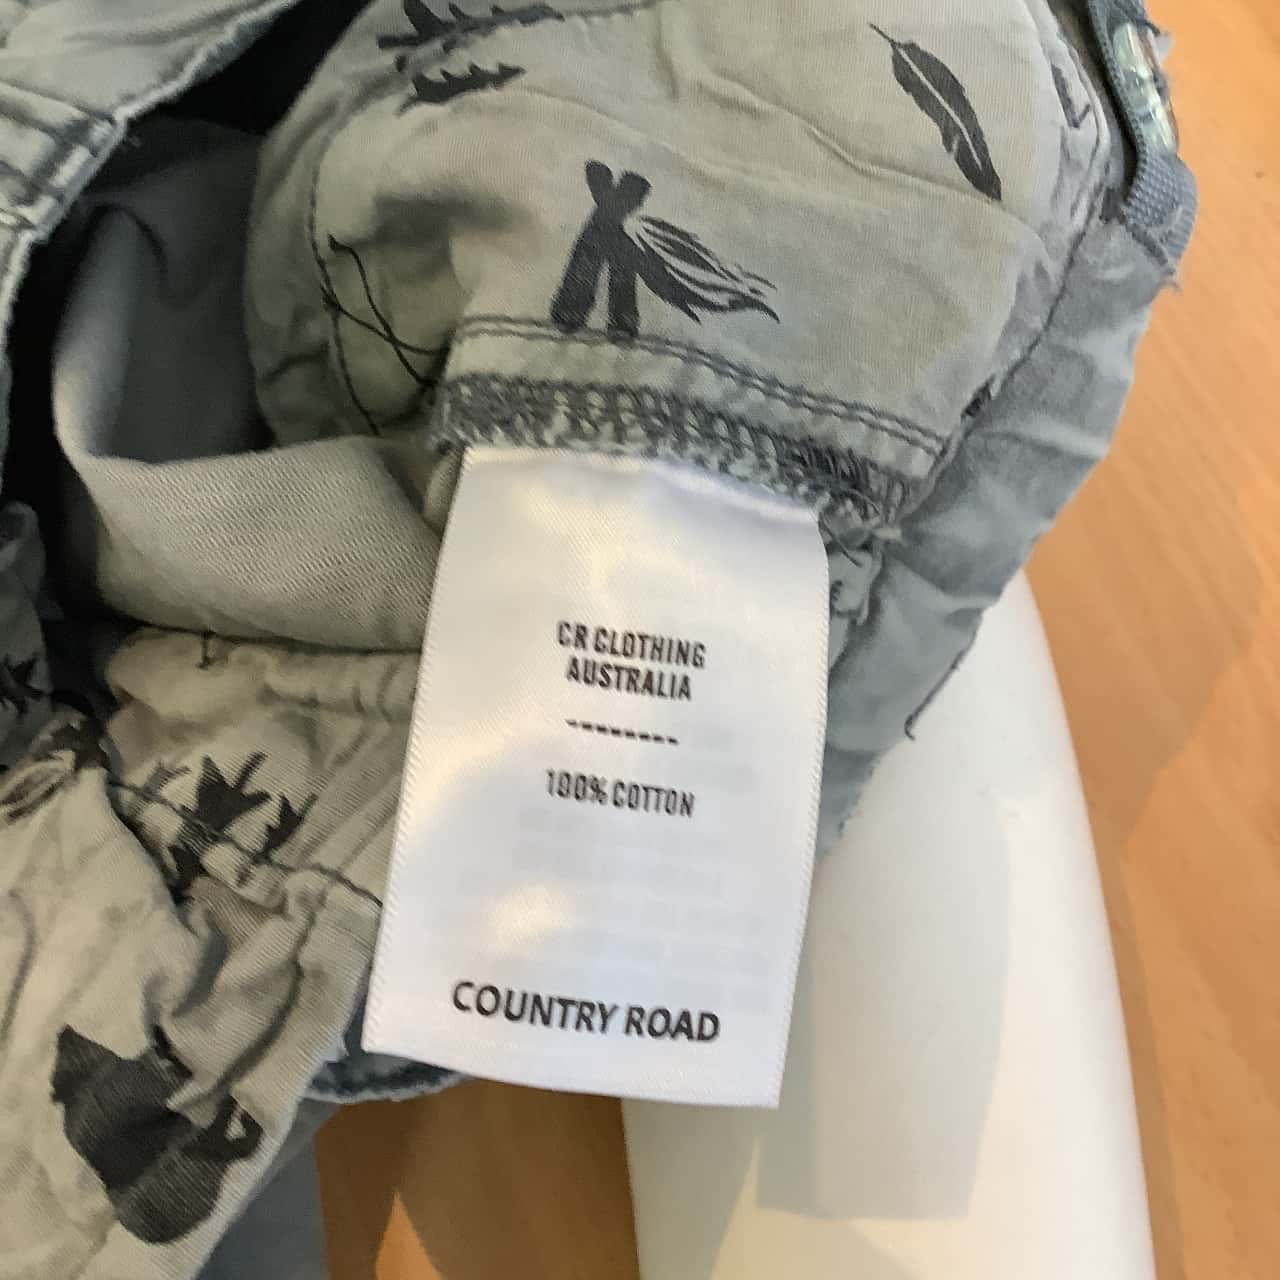 CR CLOTHING
AUSTRALIA
--------
100% COTTON
COUNTRY ROAD